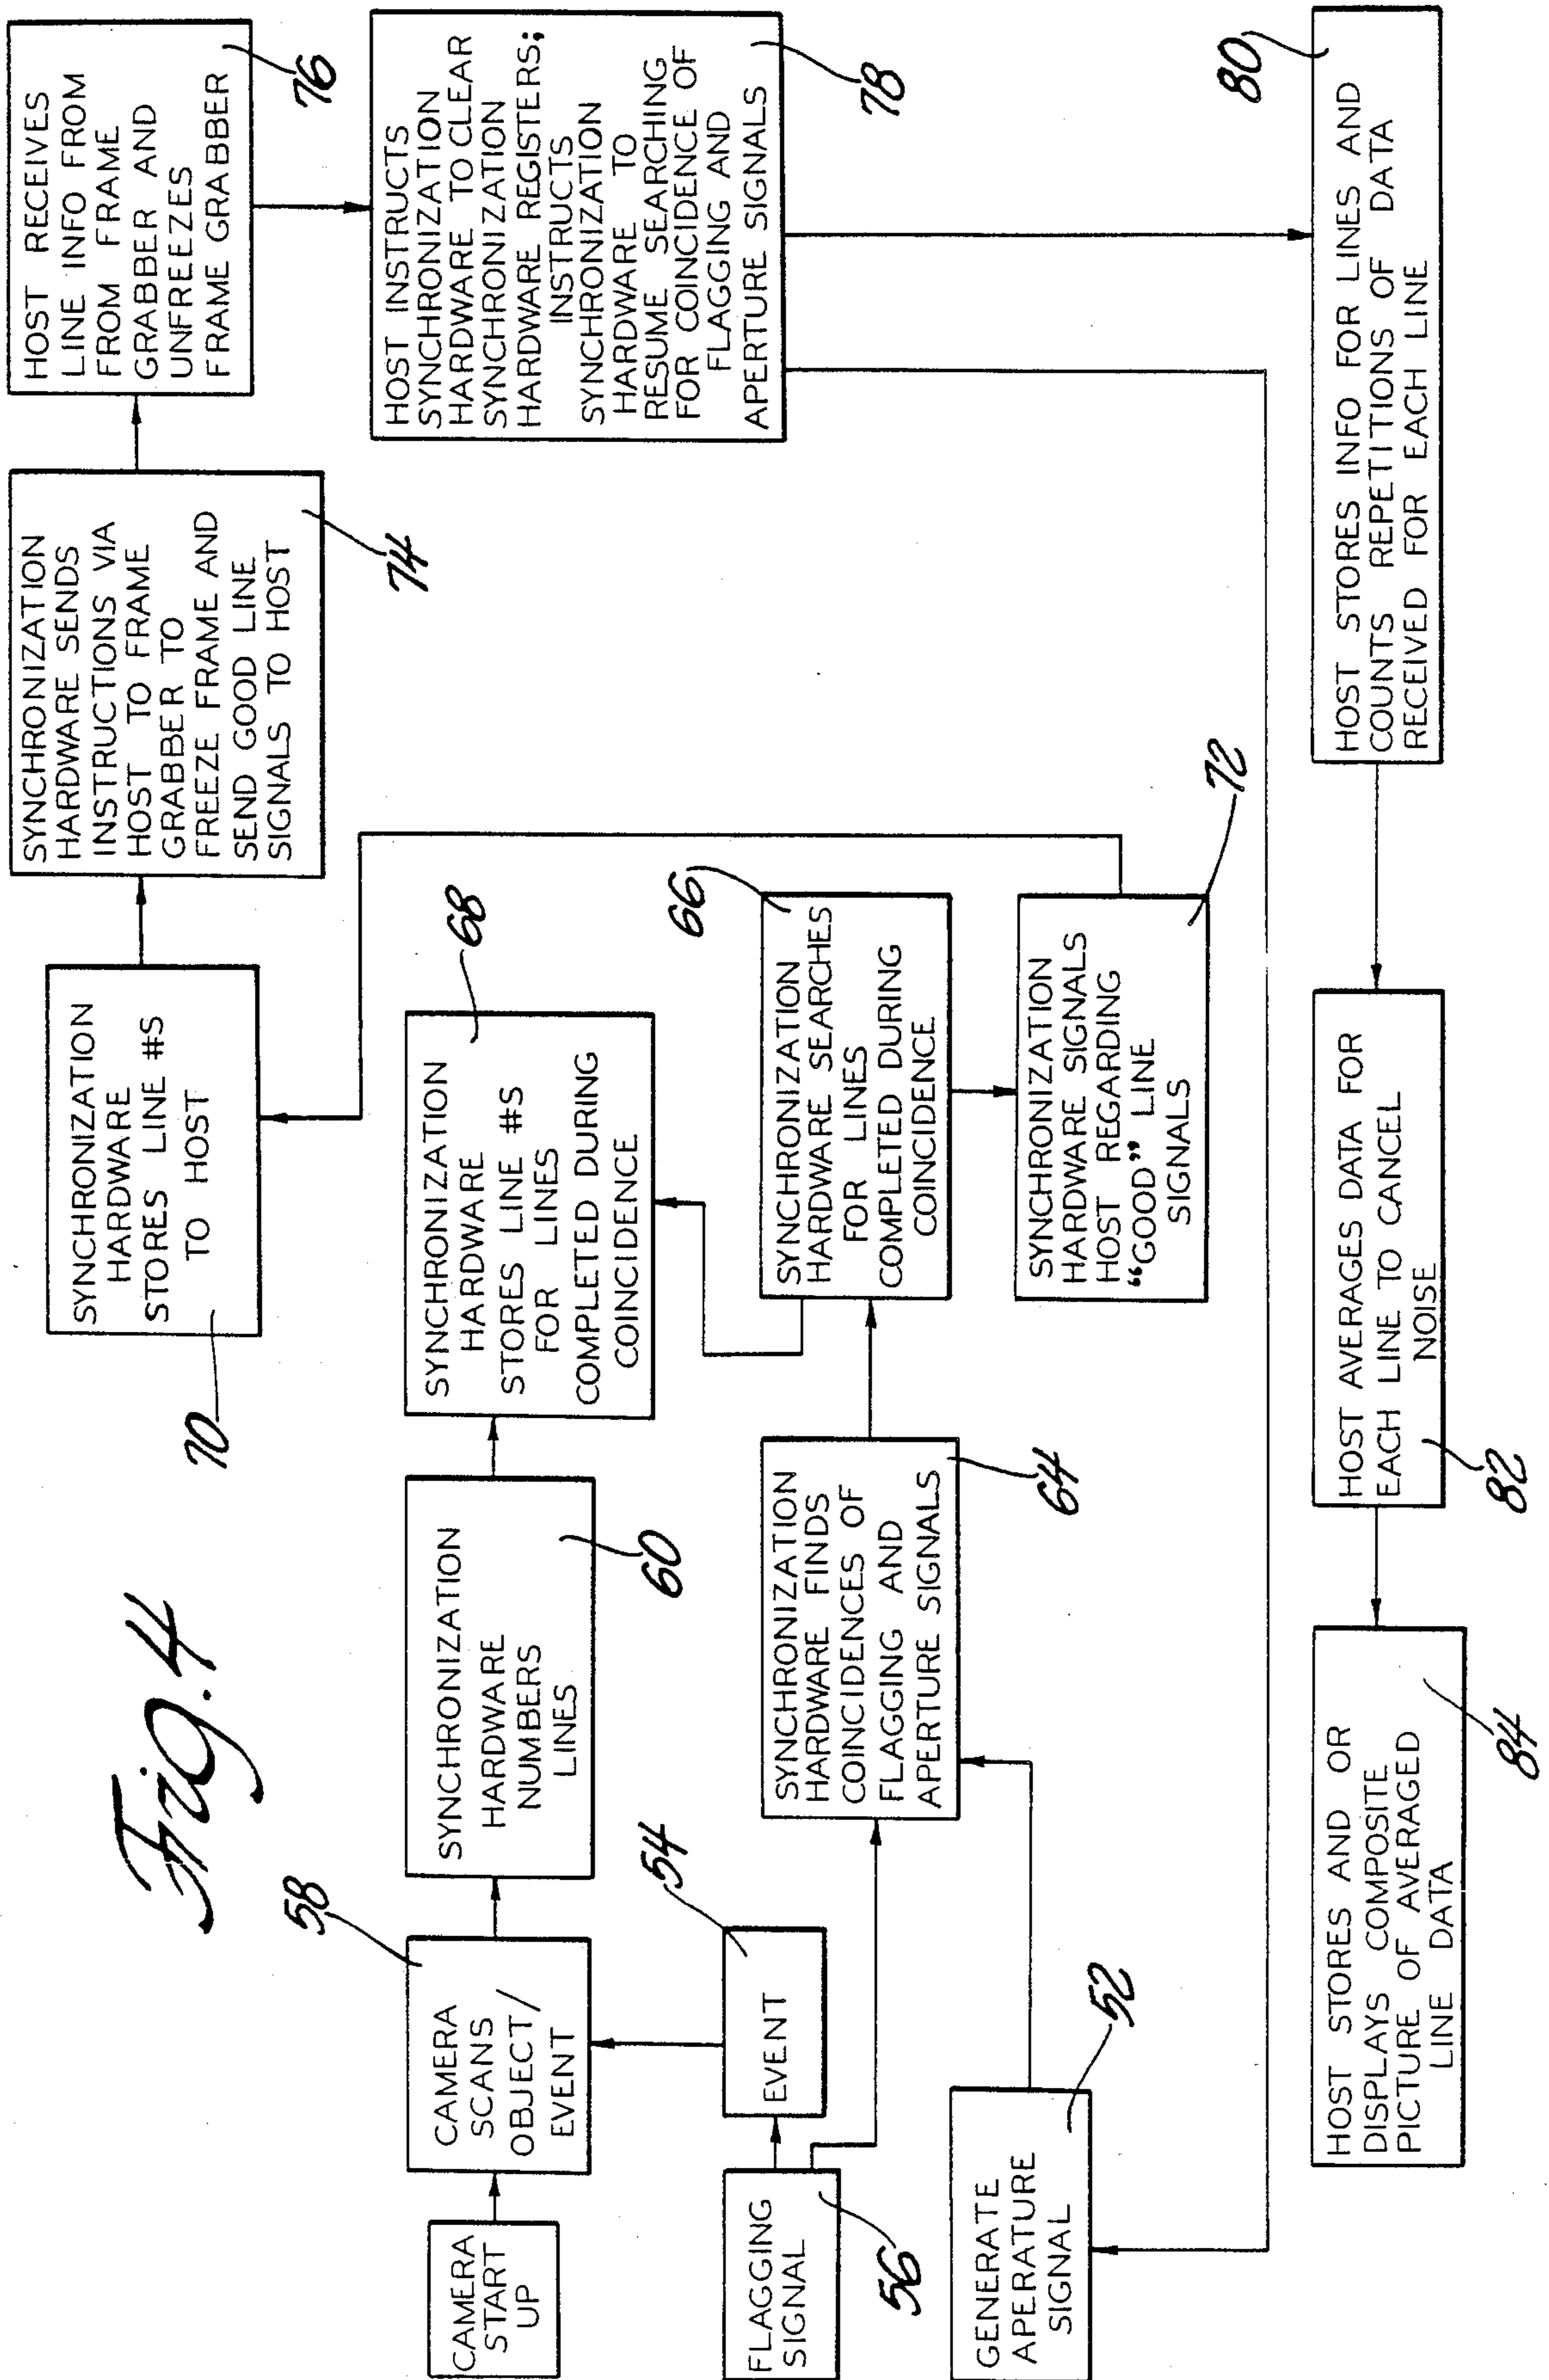 Fig. 4
CAMERA
START
UP
58
CAMERA
SCANS
OBJECT/
EVENT
SYNCHRONIZATION
HARDWARE
NUMBERS
LINES
60
SYNCHRONIZATION
HARDWARE
STORES LINE #S
FOR LINES
COMPLETED DURING
COINCIDENCE
68
SYNCHRONIZATION
HARDWARE
STORES LINE #S
TO HOST
70
SYNCHRONIZATION
HARDWARE SENDS
INSTRUCTIONS VIA
HOST TO FRAME
GRABBER TO
FREEZE FRAME AND
SEND GOOD LINE
SIGNALS TO HOST
74
HOST RECEIVES
LINE INFO FROM
FROM FRAME
GRABBER AND
UNFREEZES
FRAME GRABBER
76
FLAGGING
SIGNAL
56
EVENT
54
SYNCHRONIZATION
HARDWARE FINDS
COINCIDENCES OF
FLAGGING AND
APERTURE SIGNALS
64
SYNCHRONIZATION
HARDWARE SEARCHES
FOR LINES
COMPLETED DURING
COINCIDENCE
66
HOST INSTRUCTS
SYNCHRONIZATION
HARDWARE TO CLEAR
SYNCHRONIZATION
HARDWARE REGISTERS;
INSTRUCTS
SYNCHRONIZATION
HARDWARE TO
RESUME SEARCHING
FOR COINCIDENCE OF
FLAGGING AND
APERTURE SIGNALS
78
GENERATE
APERATURE
SIGNAL
52
SYNCHRONIZATION
HARDWARE SIGNALS
HOST REGARDING
“GOOD” LINE
SIGNALS
72
HOST STORES AND OR
DISPLAYS COMPOSITE
PICTURE OF AVERAGED
LINE DATA
84
HOST AVERAGES DATA FOR
EACH LINE TO CANCEL
NOISE
82
HOST STORES INFO FOR LINES AND
COUNTS REPETITIONS OF DATA
RECEIVED FOR EACH LINE
80